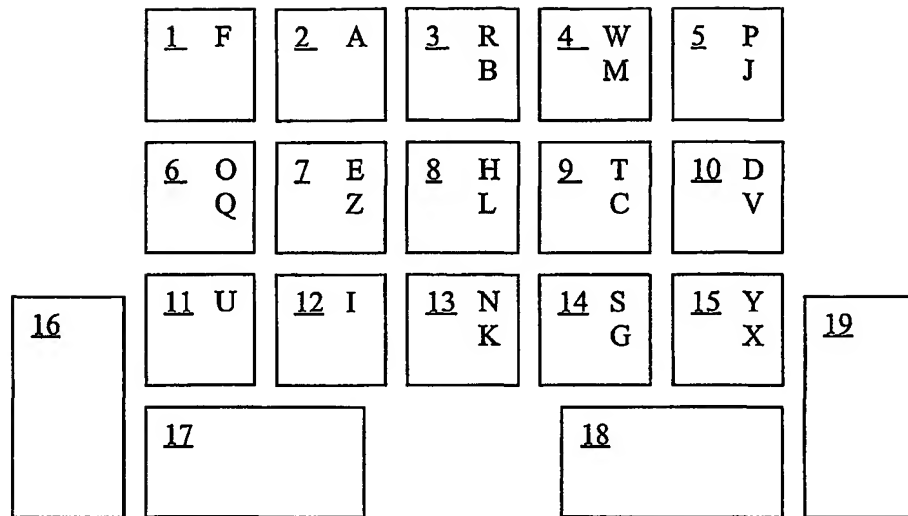 1 F 2 A 3 R 4 W 5 P
B M J
6 O 7 E 8 H 9 T 10 D
Q Z L C V
11 U 12 I 13 N 14 S 15 Y
16 K G X 19
17 18